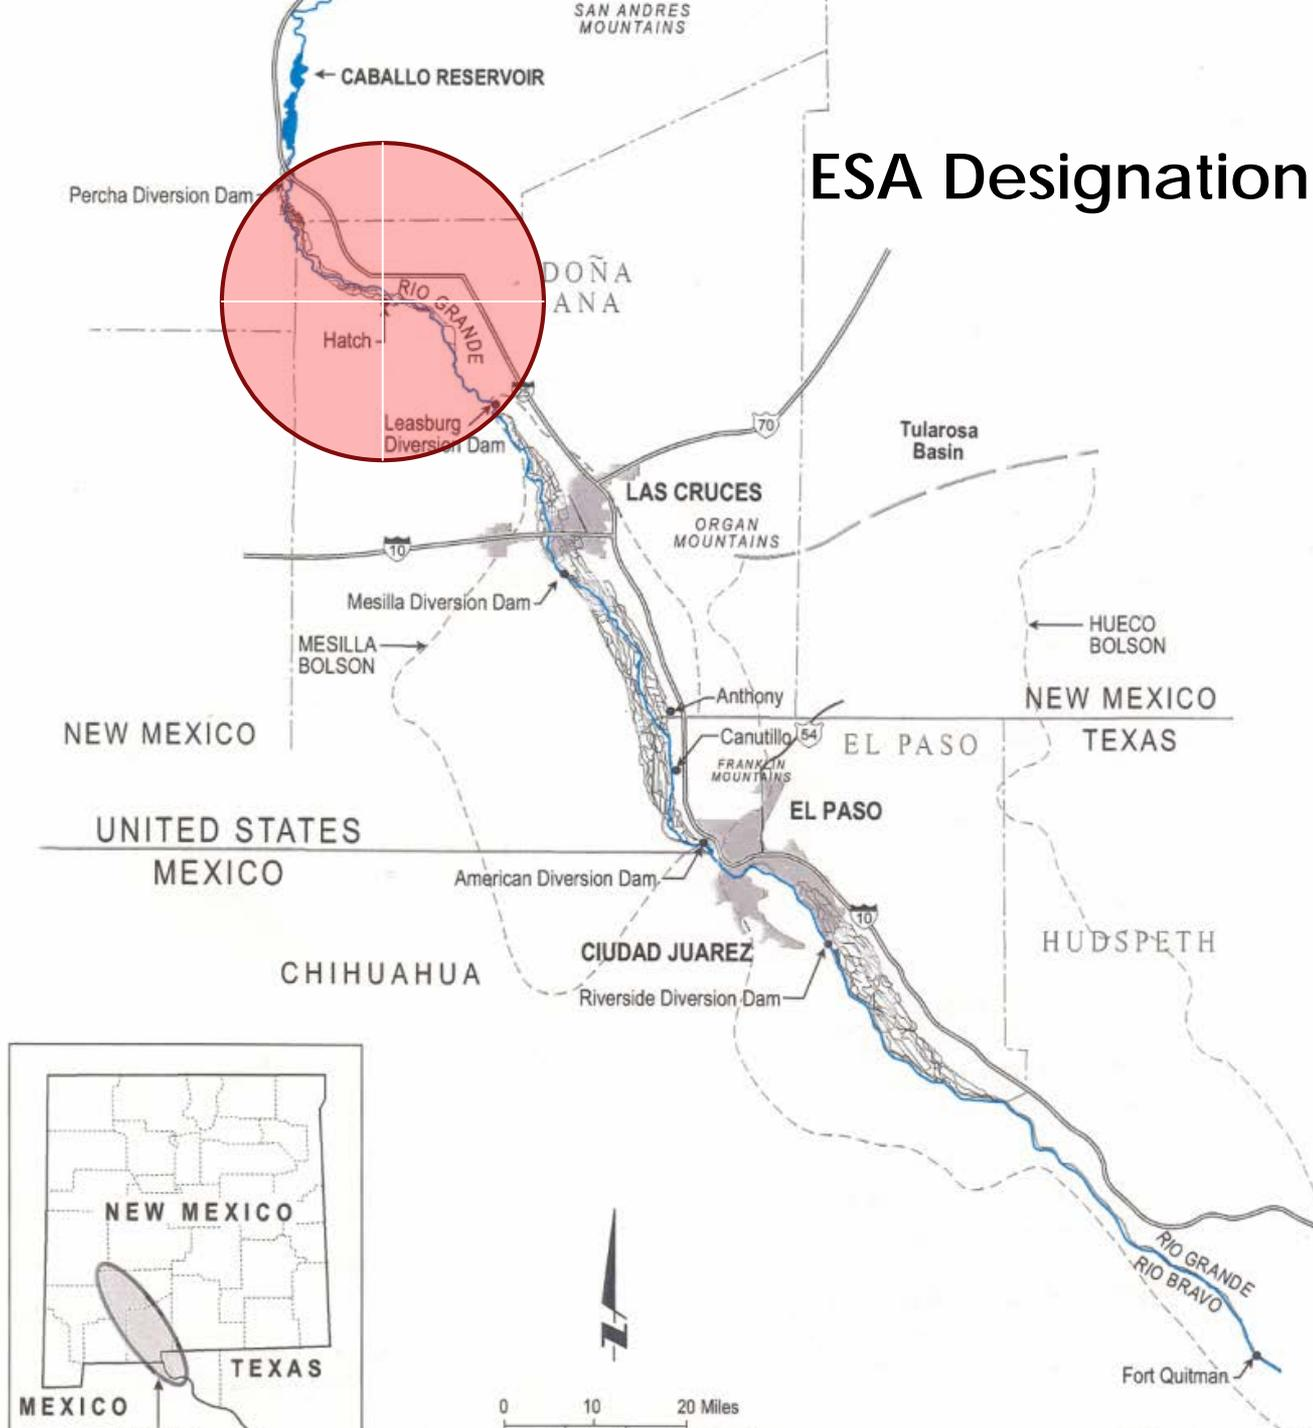 SAN ANDRES
MOUNTAINS
CABALLO RESERVOIR
ESA Designation
Percha Diversion Dam
DOÑA
ANA
RIO GRANDE
Hatch
Leasburg
Diversion Dam
70
Tularosa
Basin
LAS CRUCES
ORGAN
MOUNTAINS
10
Mesilla Diversion Dam
HUECO
BOLSON
MESILLA
BOLSON
Anthony
NEW MEXICO
NEW MEXICO
Canutillo
54
EL PASO
TEXAS
FRANKLIN
MOUNTAINS
EL PASO
UNITED STATES
MEXICO
American Diversion Dam
10
HUDSPETH
CIUDAD JUAREZ
CHIHUAHUA
Riverside Diversion Dam
NEW MEXICO
RIO GRANDE
RIO BRAVO
TEXAS
Fort Quitman
MEXICO
0 10 20 Miles